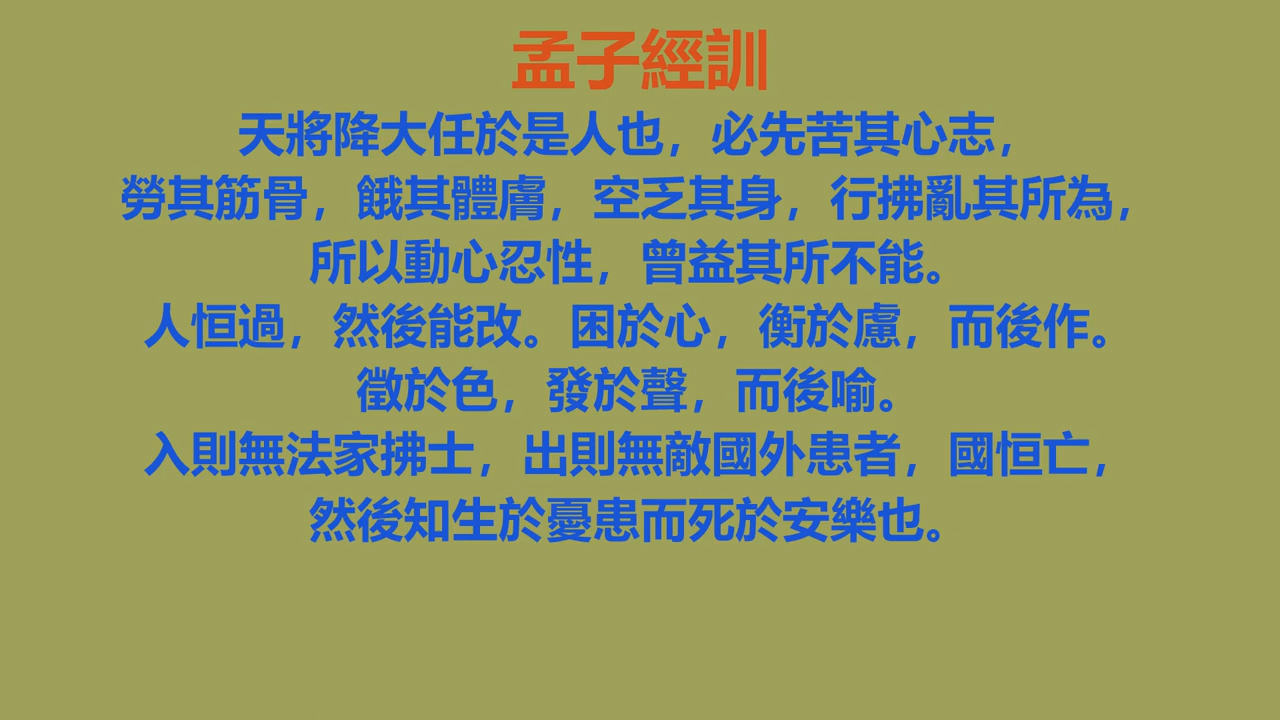 孟子經訓
天將降大任於是人也，必先苦其心志，
勞其筋骨，餓其體膚，空乏其身，行拂亂其所為，
所以動心忍性，曾益其所不能。
人恒過，然後能改。困於心，衡於慮，而後作。
徵於色，發於聲，而後喻。
入則無法家拂士，出則無敵國外患者，國恒亡，
然後知生於憂患而死於安樂也。